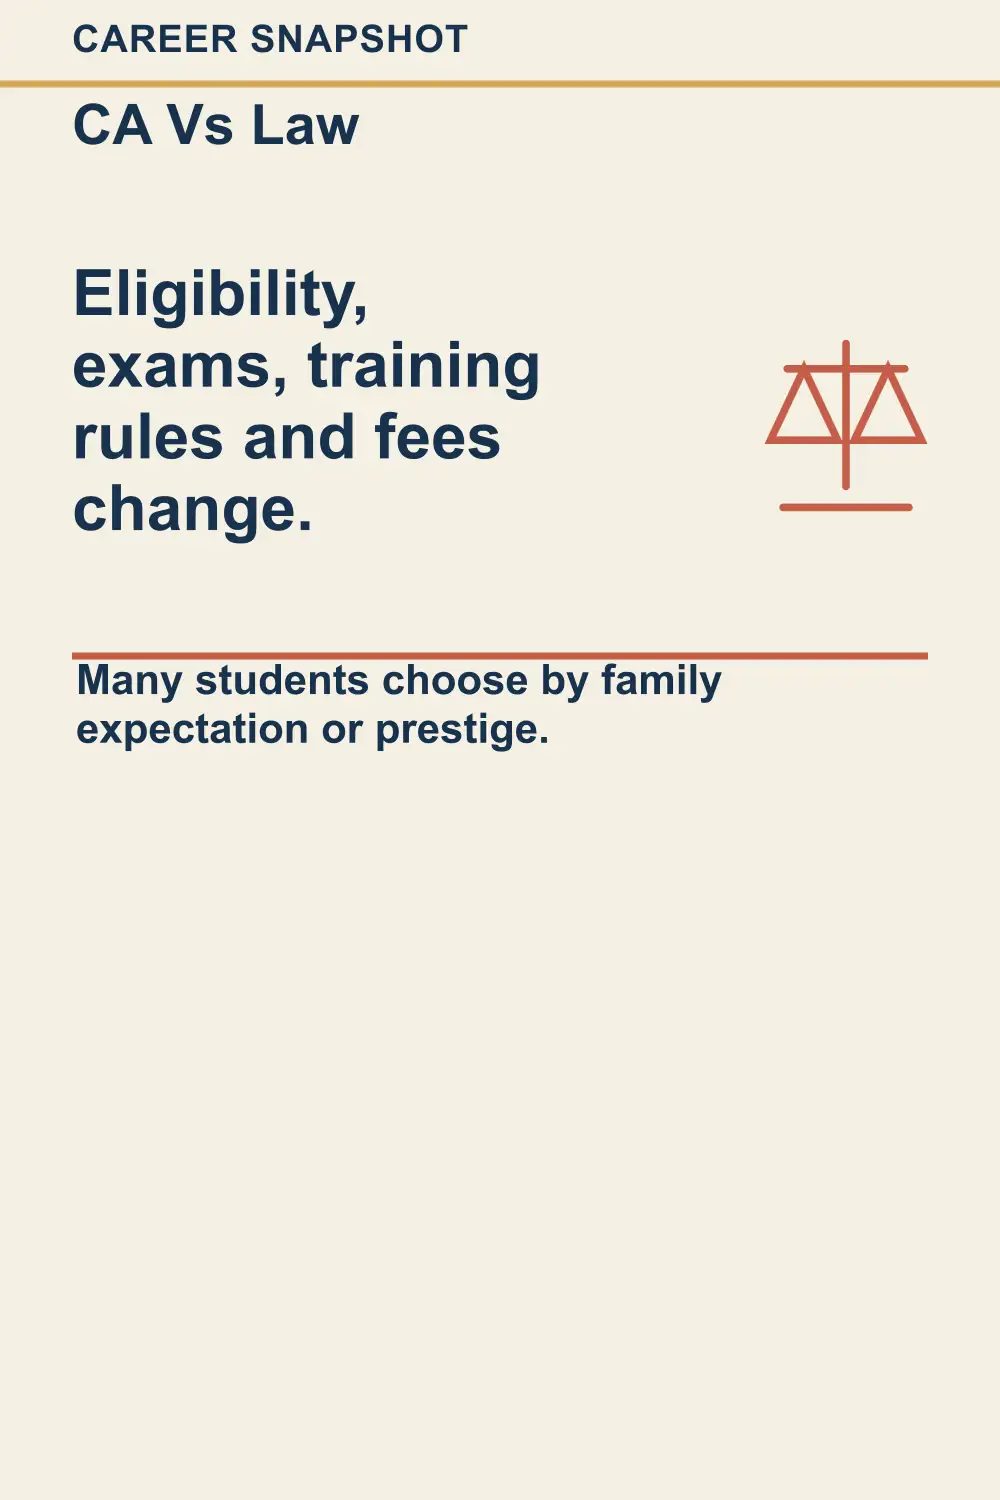 CAREER SNAPSHOT
CA Vs Law
Eligibility,
exams, training
rules and fees
change.
Many students choose by family
expectation or prestige.